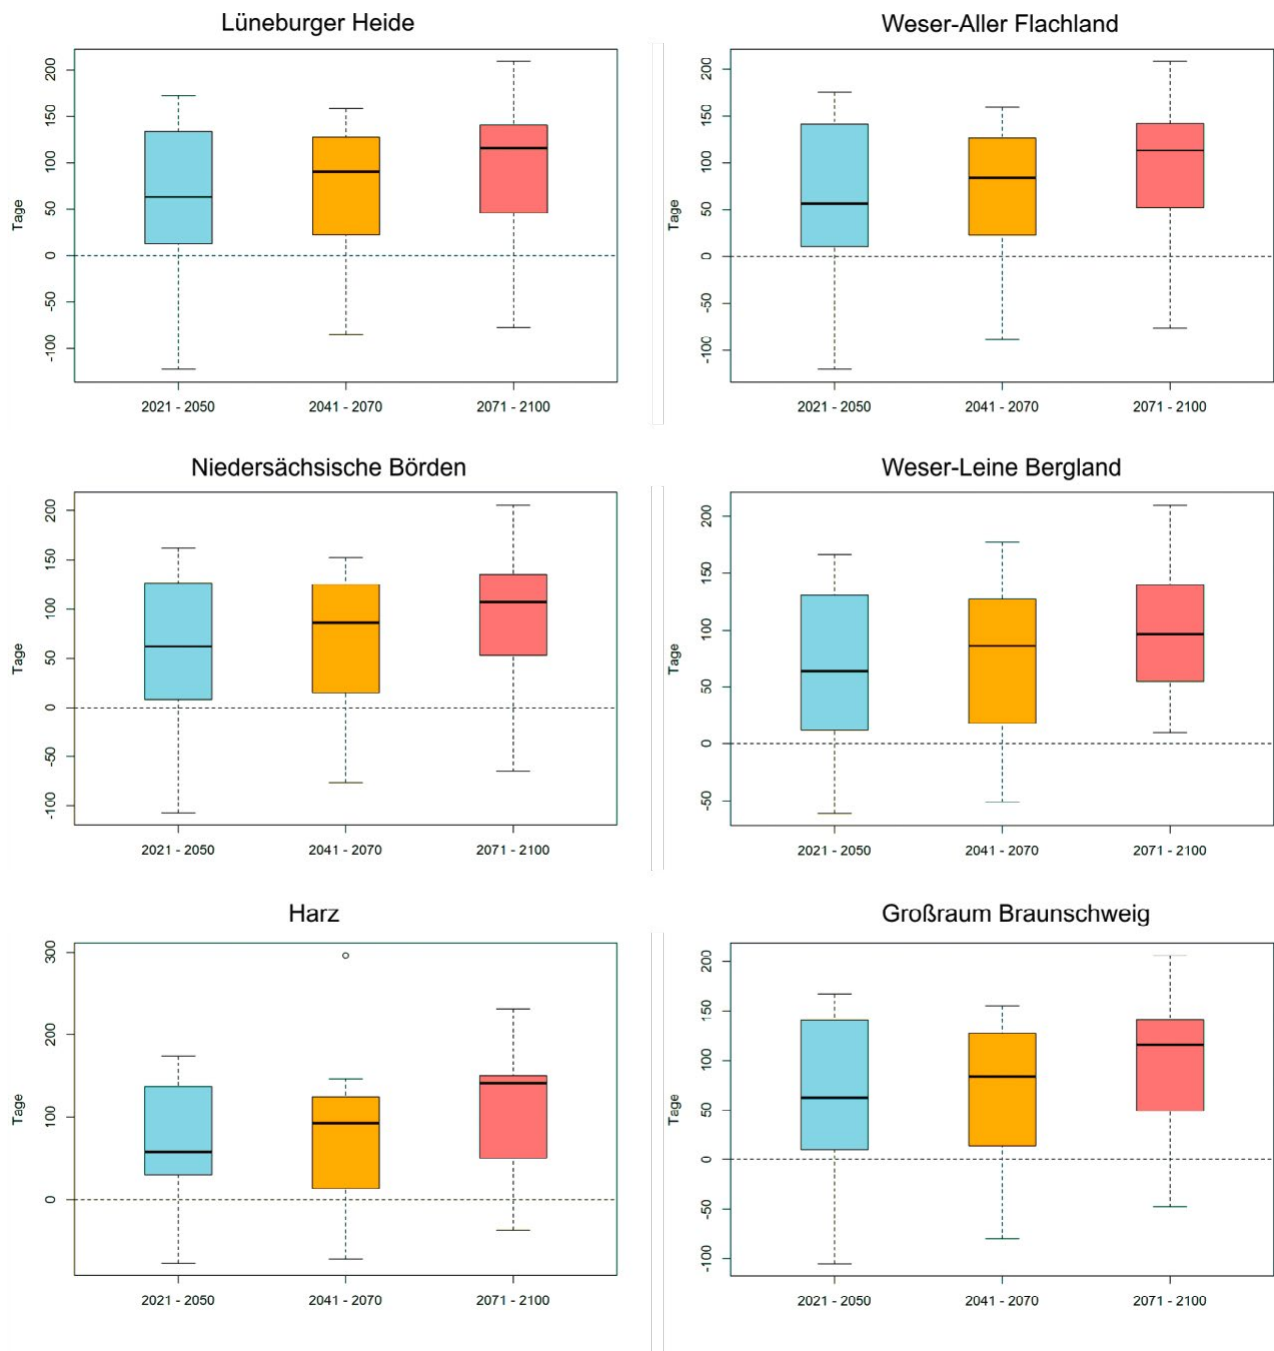 Lüneburger Heide
Tage
200
150
100
50
0
-50
-100
2021 - 2050 2041 - 2070 2071 - 2100
Weser-Aller Flachland
Tage
200
150
100
50
0
-50
-100
2021 - 2050 2041 - 2070 2071 - 2100
Niedersächsische Börden
Tage
200
150
100
50
0
-50
-100
2021 - 2050 2041 - 2070 2071 - 2100
Weser-Leine Bergland
Tage
200
150
100
50
0
-50
2021 - 2050 2041 - 2070 2071 - 2100
Harz
Tage
300
200
100
0
2021 - 2050 2041 - 2070 2071 - 2100
Großraum Braunschweig
Tage
200
150
100
50
0
-50
-100
2021 - 2050 2041 - 2070 2071 - 2100